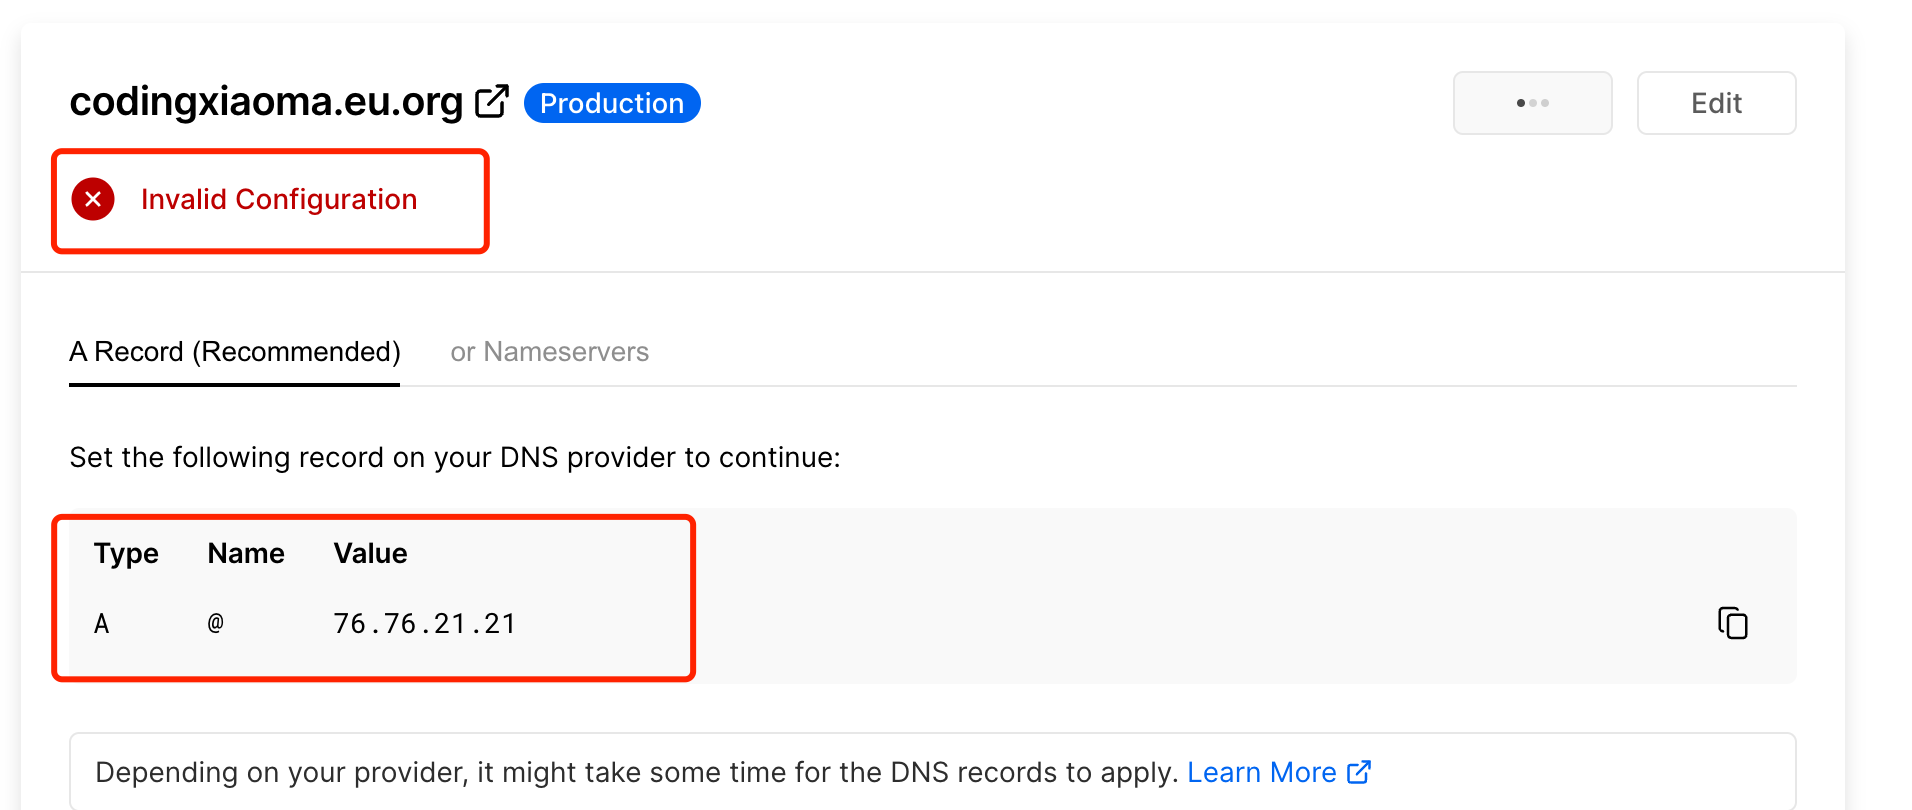 codingxiaoma.eu.org Production
Edit
Invalid Configuration
A Record (Recommended) or Nameservers
Set the following record on your DNS provider to continue:
Type Name Value
A @ 76.76.21.21
Depending on your provider, it might take some time for the DNS records to apply. Learn More